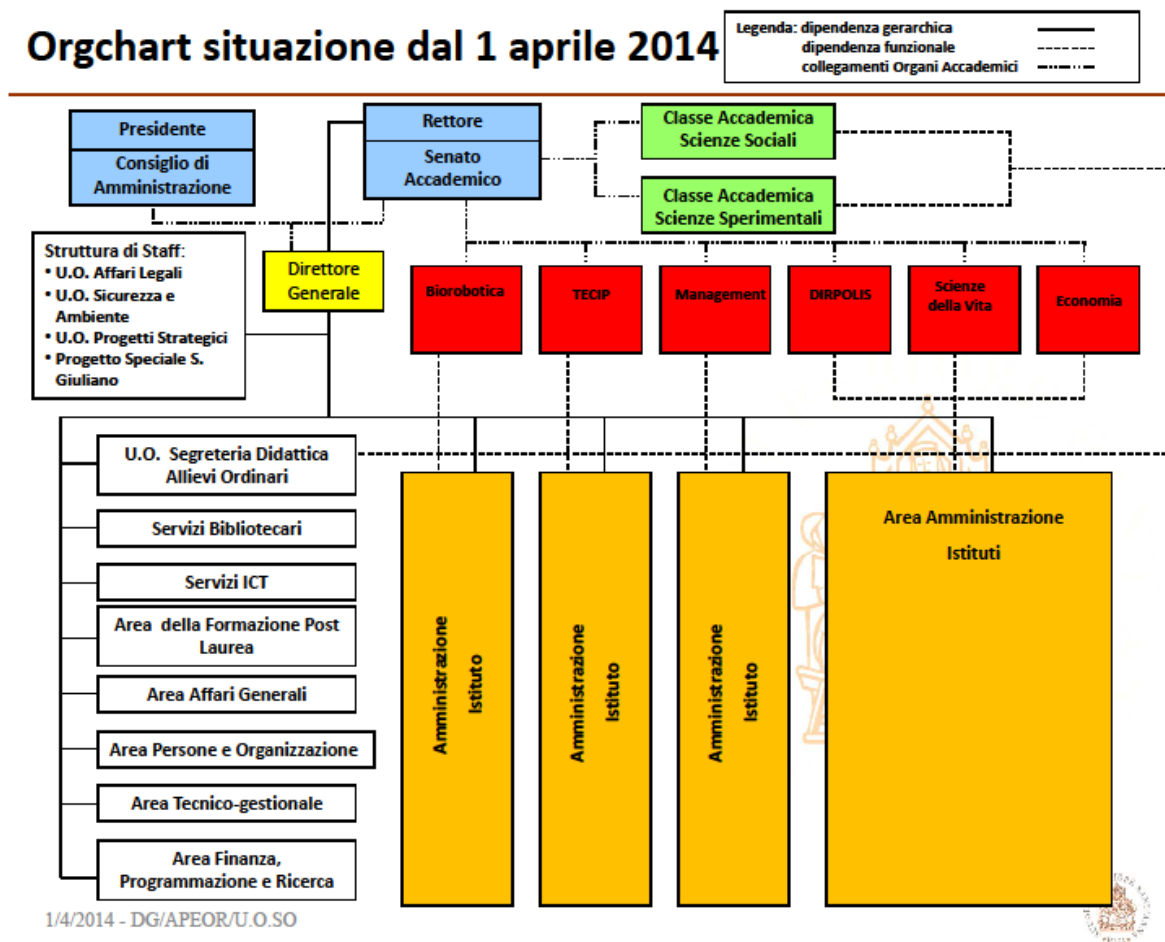 Orgchart situazione dal 1 aprile 2014
Legenda: dipendenza gerarchica
dipendenza funzionale
collegamenti Organi Accademici
Presidente
Consiglio di
Amministrazione
Rettore
Senato
Accademico
Classe Accademica
Scienze Sociali
Classe Accademica
Scienze Sperimentali
Struttura di Staff:
• U.O. Affari Legali
• U.O. Sicurezza e
Ambiente
• U.O. Progetti Strategici
• Progetto Speciale S.
Giuliano
Direttore
Generale
Biorobotica
TECIP
Management
DIRPOLIS
Scienze
della Vita
Economia
U.O. Segreteria Didattica
Allievi Ordinari
Servizi Bibliotecari
Servizi ICT
Area della Formazione Post
Laurea
Area Affari Generali
Area Persone e Organizzazione
Area Tecnico-gestionale
Area Finanza,
Programmazione e Ricerca
Amministrazione
Istituto
Amministrazione
Istituto
Amministrazione
Istituto
Area Amministrazione
Istituti
1/4/2014 - DG/APEOR/U.O.SO